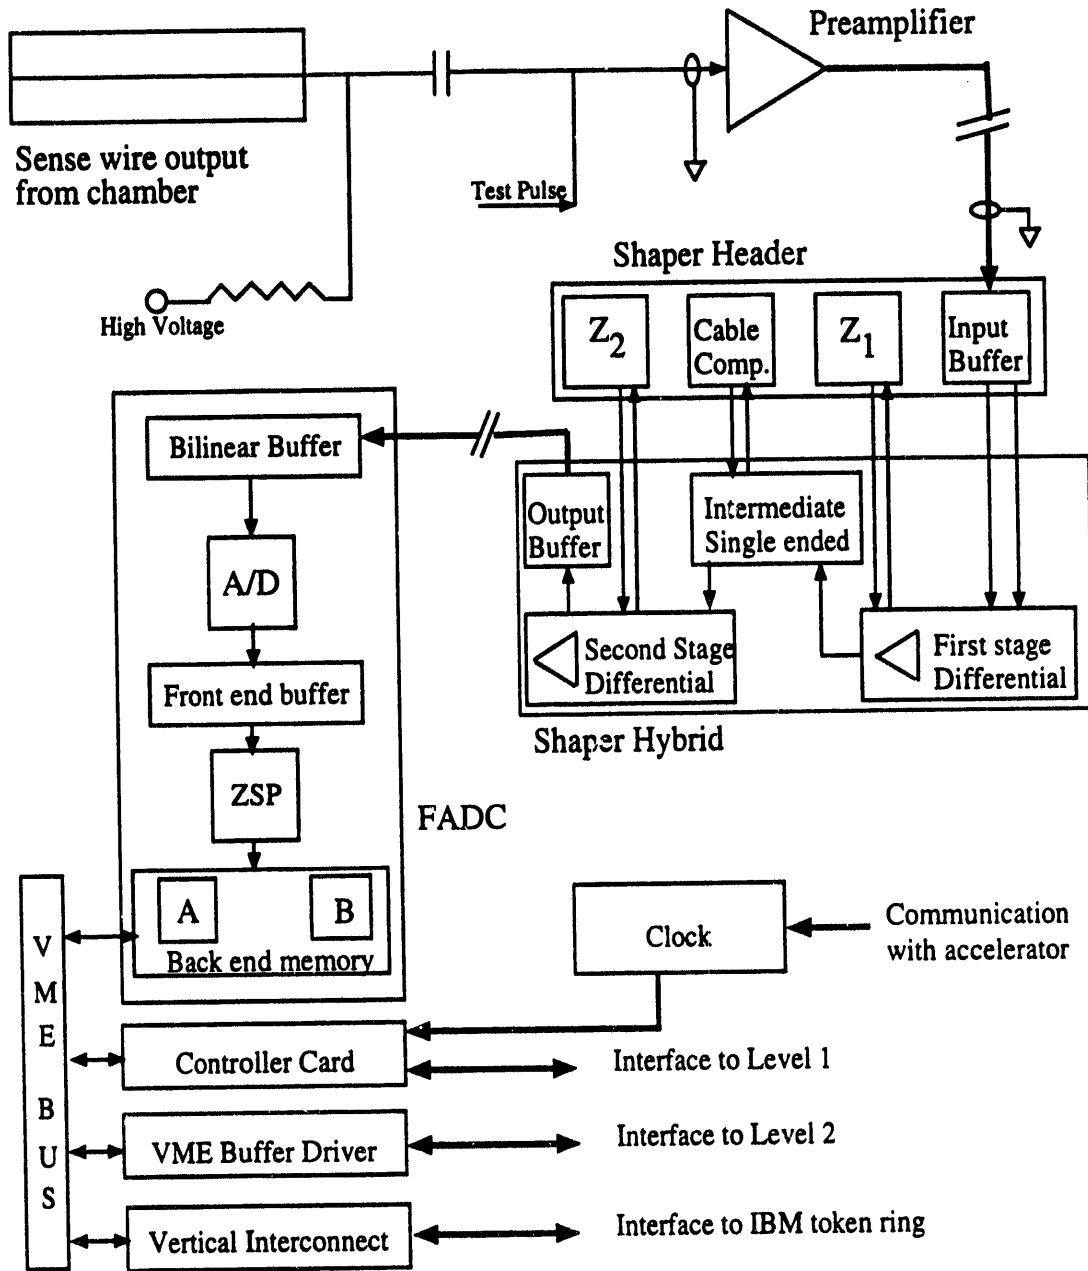 Preamplifier
Sense wire output
from chamber
Test Pulse
High Voltage
Shaper Header
Z2
Cable
Comp.
Z1
Input
Buffer
Bilinear Buffer
Output
Buffer
Intermediate
Single ended
A/D
Second Stage
Differential
First stage
Differential
Front end buffer
Shaper Hybrid
ZSP
FADC
A
B
Back end memory
Clock
Communication
with accelerator
V
M
E
B
U
S
Controller Card
Interface to Level 1
VME Buffer Driver
Interface to Level 2
Vertical Interconnect
Interface to IBM token ring